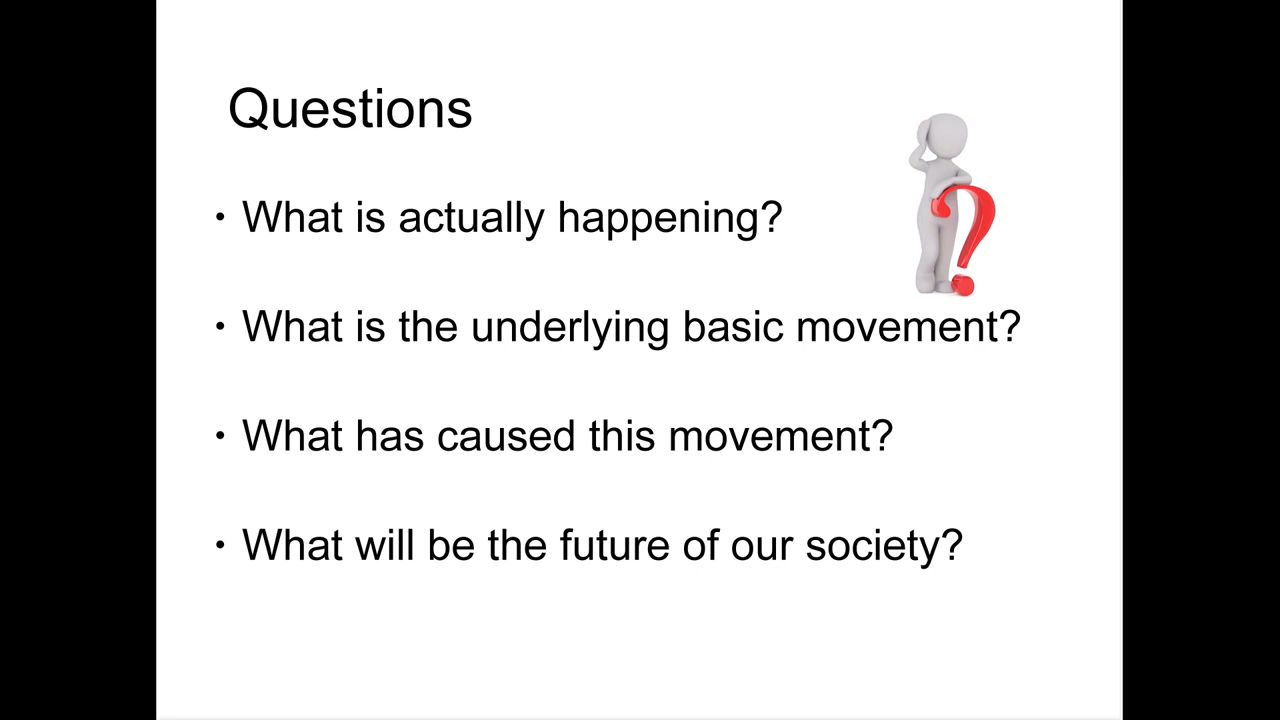 Questions
• What is actually happening?
• What is the underlying basic movement?
• What has caused this movement?
• What will be the future of our society?